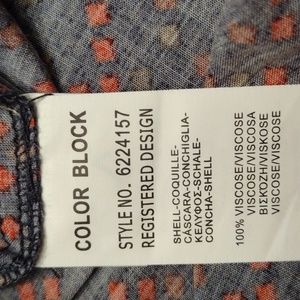 COLOR BLOCK
STYLE NO. 6224157
REGISTERED DESIGN
SHELL-COQUILLE-
CÁSCARA-CONCHIGLIA-
ΚΕΛΥΦΟΣ-SCHALE-
CONCHA-SHELL
100% VISCOSE/VISCOSE
VISCOSE/VISCOSA
ΒΙΣΚΟΖΗ/VISKOSE
VISCOSE/VISCOSE